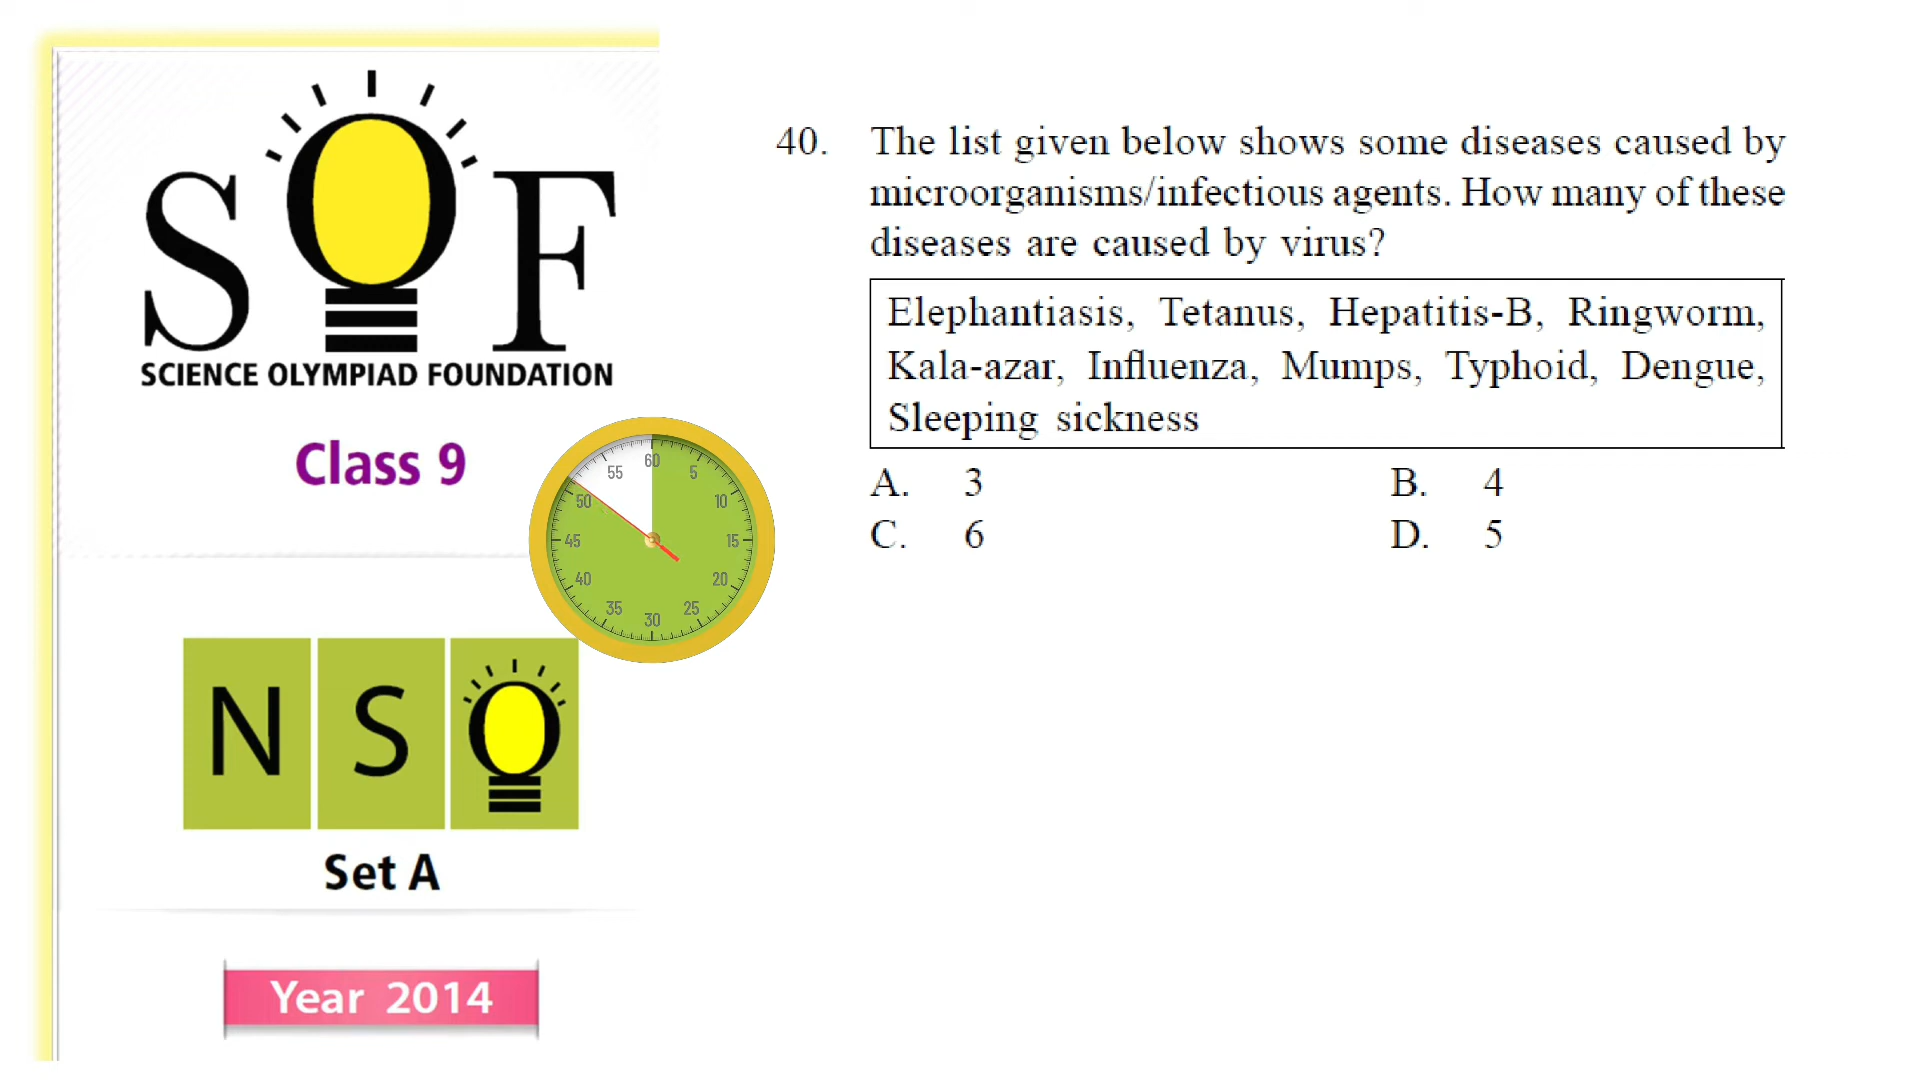 SOF
SCIENCE OLYMPIAD FOUNDATION
Class 9
60
5
10
15
20
25
30
35
40
45
50
55
NSO
Set A
Year 2014
40. The list given below shows some diseases caused by
microorganisms/infectious agents. How many of these
diseases are caused by virus?
Elephantiasis, Tetanus, Hepatitis-B, Ringworm,
Kala-azar, Influenza, Mumps, Typhoid, Dengue,
Sleeping sickness
A. 3 B. 4
C. 6 D. 5